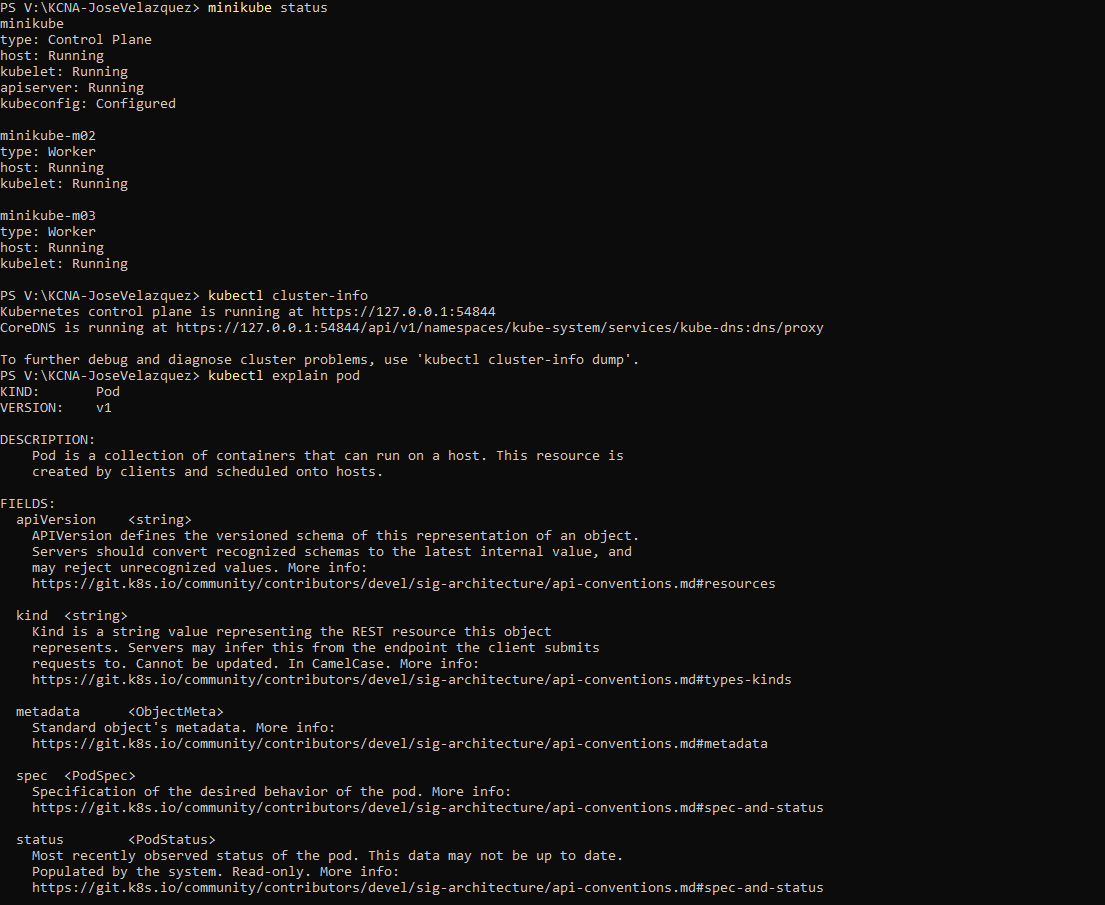 PS V:\KCNA-JoseVelazquez> minikube status
minikube
type: Control Plane
host: Running
kubelet: Running
apiserver: Running
kubeconfig: Configured

minikube-m02
type: Worker
host: Running
kubelet: Running

minikube-m03
type: Worker
host: Running
kubelet: Running

PS V:\KCNA-JoseVelazquez> kubectl cluster-info
Kubernetes control plane is running at https://127.0.0.1:54844
CoreDNS is running at https://127.0.0.1:54844/api/v1/namespaces/kube-system/services/kube-dns:dns/proxy

To further debug and diagnose cluster problems, use 'kubectl cluster-info dump'.
PS V:\KCNA-JoseVelazquez> kubectl explain pod
KIND:       Pod
VERSION:    v1

DESCRIPTION:
    Pod is a collection of containers that can run on a host. This resource is
    created by clients and scheduled onto hosts.

FIELDS:
  apiVersion    <string>
    APIVersion defines the versioned schema of this representation of an object.
    Servers should convert recognized schemas to the latest internal value, and
    may reject unrecognized values. More info:
    https://git.k8s.io/community/contributors/devel/sig-architecture/api-conventions.md#resources

  kind  <string>
    Kind is a string value representing the REST resource this object
    represents. Servers may infer this from the endpoint the client submits
    requests to. Cannot be updated. In CamelCase. More info:
    https://git.k8s.io/community/contributors/devel/sig-architecture/api-conventions.md#types-kinds

  metadata      <ObjectMeta>
    Standard object's metadata. More info:
    https://git.k8s.io/community/contributors/devel/sig-architecture/api-conventions.md#metadata

  spec  <PodSpec>
    Specification of the desired behavior of the pod. More info:
    https://git.k8s.io/community/contributors/devel/sig-architecture/api-conventions.md#spec-and-status

  status        <PodStatus>
    Most recently observed status of the pod. This data may not be up to date.
    Populated by the system. Read-only. More info:
    https://git.k8s.io/community/contributors/devel/sig-architecture/api-conventions.md#spec-and-status